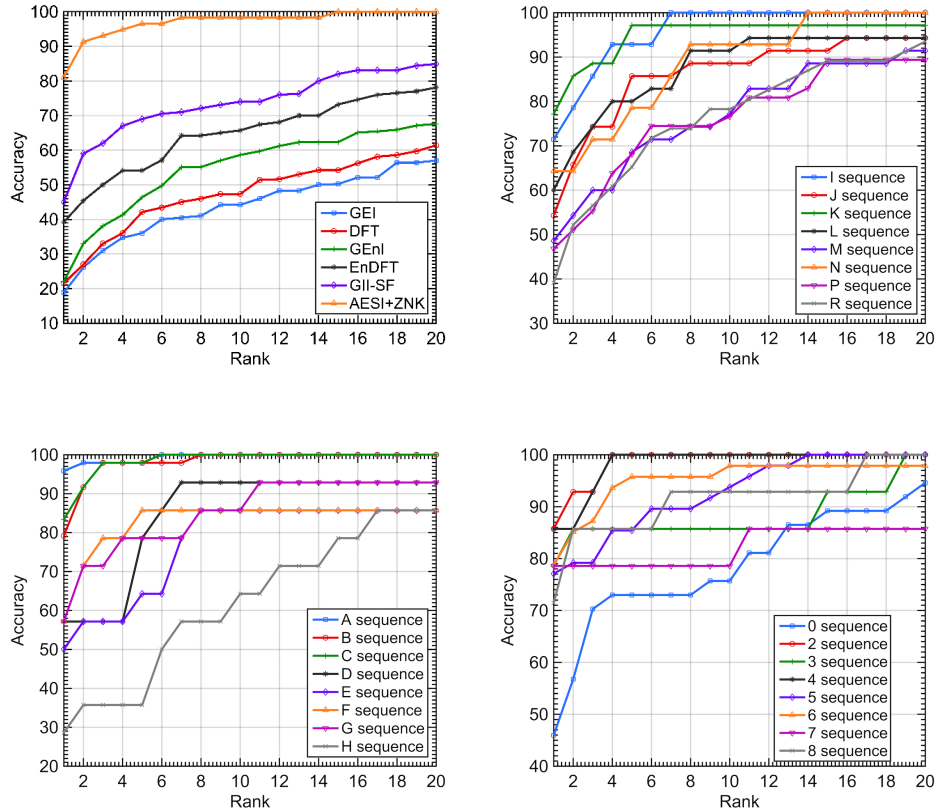 100
90
80
70
60
50
40
30
20
10
Accuracy
2 4 6 8 10 12 14 16 18 20
Rank
GEI
DFT
GEnI
EnDFT
GII-SF
AESI+ZNK
100
90
80
70
60
50
40
30
Accuracy
2 4 6 8 10 12 14 16 18 20
Rank
I sequence
J sequence
K sequence
L sequence
M sequence
N sequence
P sequence
R sequence
100
90
80
70
60
50
40
30
20
Accuracy
2 4 6 8 10 12 14 16 18 20
Rank
A sequence
B sequence
C sequence
D sequence
E sequence
F sequence
G sequence
H sequence
100
90
80
70
60
50
40
Accuracy
2 4 6 8 10 12 14 16 18 20
Rank
0 sequence
2 sequence
3 sequence
4 sequence
5 sequence
6 sequence
7 sequence
8 sequence